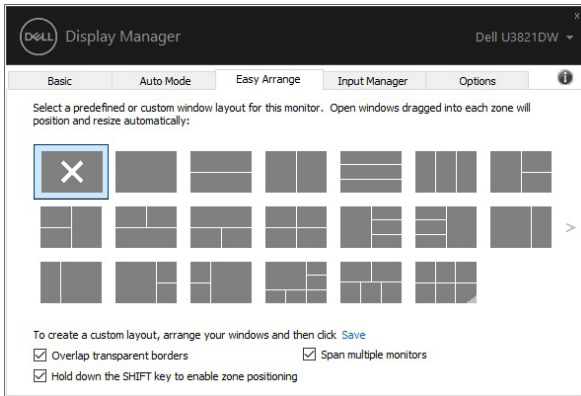 DELL Display Manager
Dell U3821DW
Basic Auto Mode Easy Arrange Input Manager Options
Select a predefined or custom window layout for this monitor. Open windows dragged into each zone will
position and resize automatically:
To create a custom layout, arrange your windows and then click Save
Overlap transparent borders Span multiple monitors
Hold down the SHIFT key to enable zone positioning